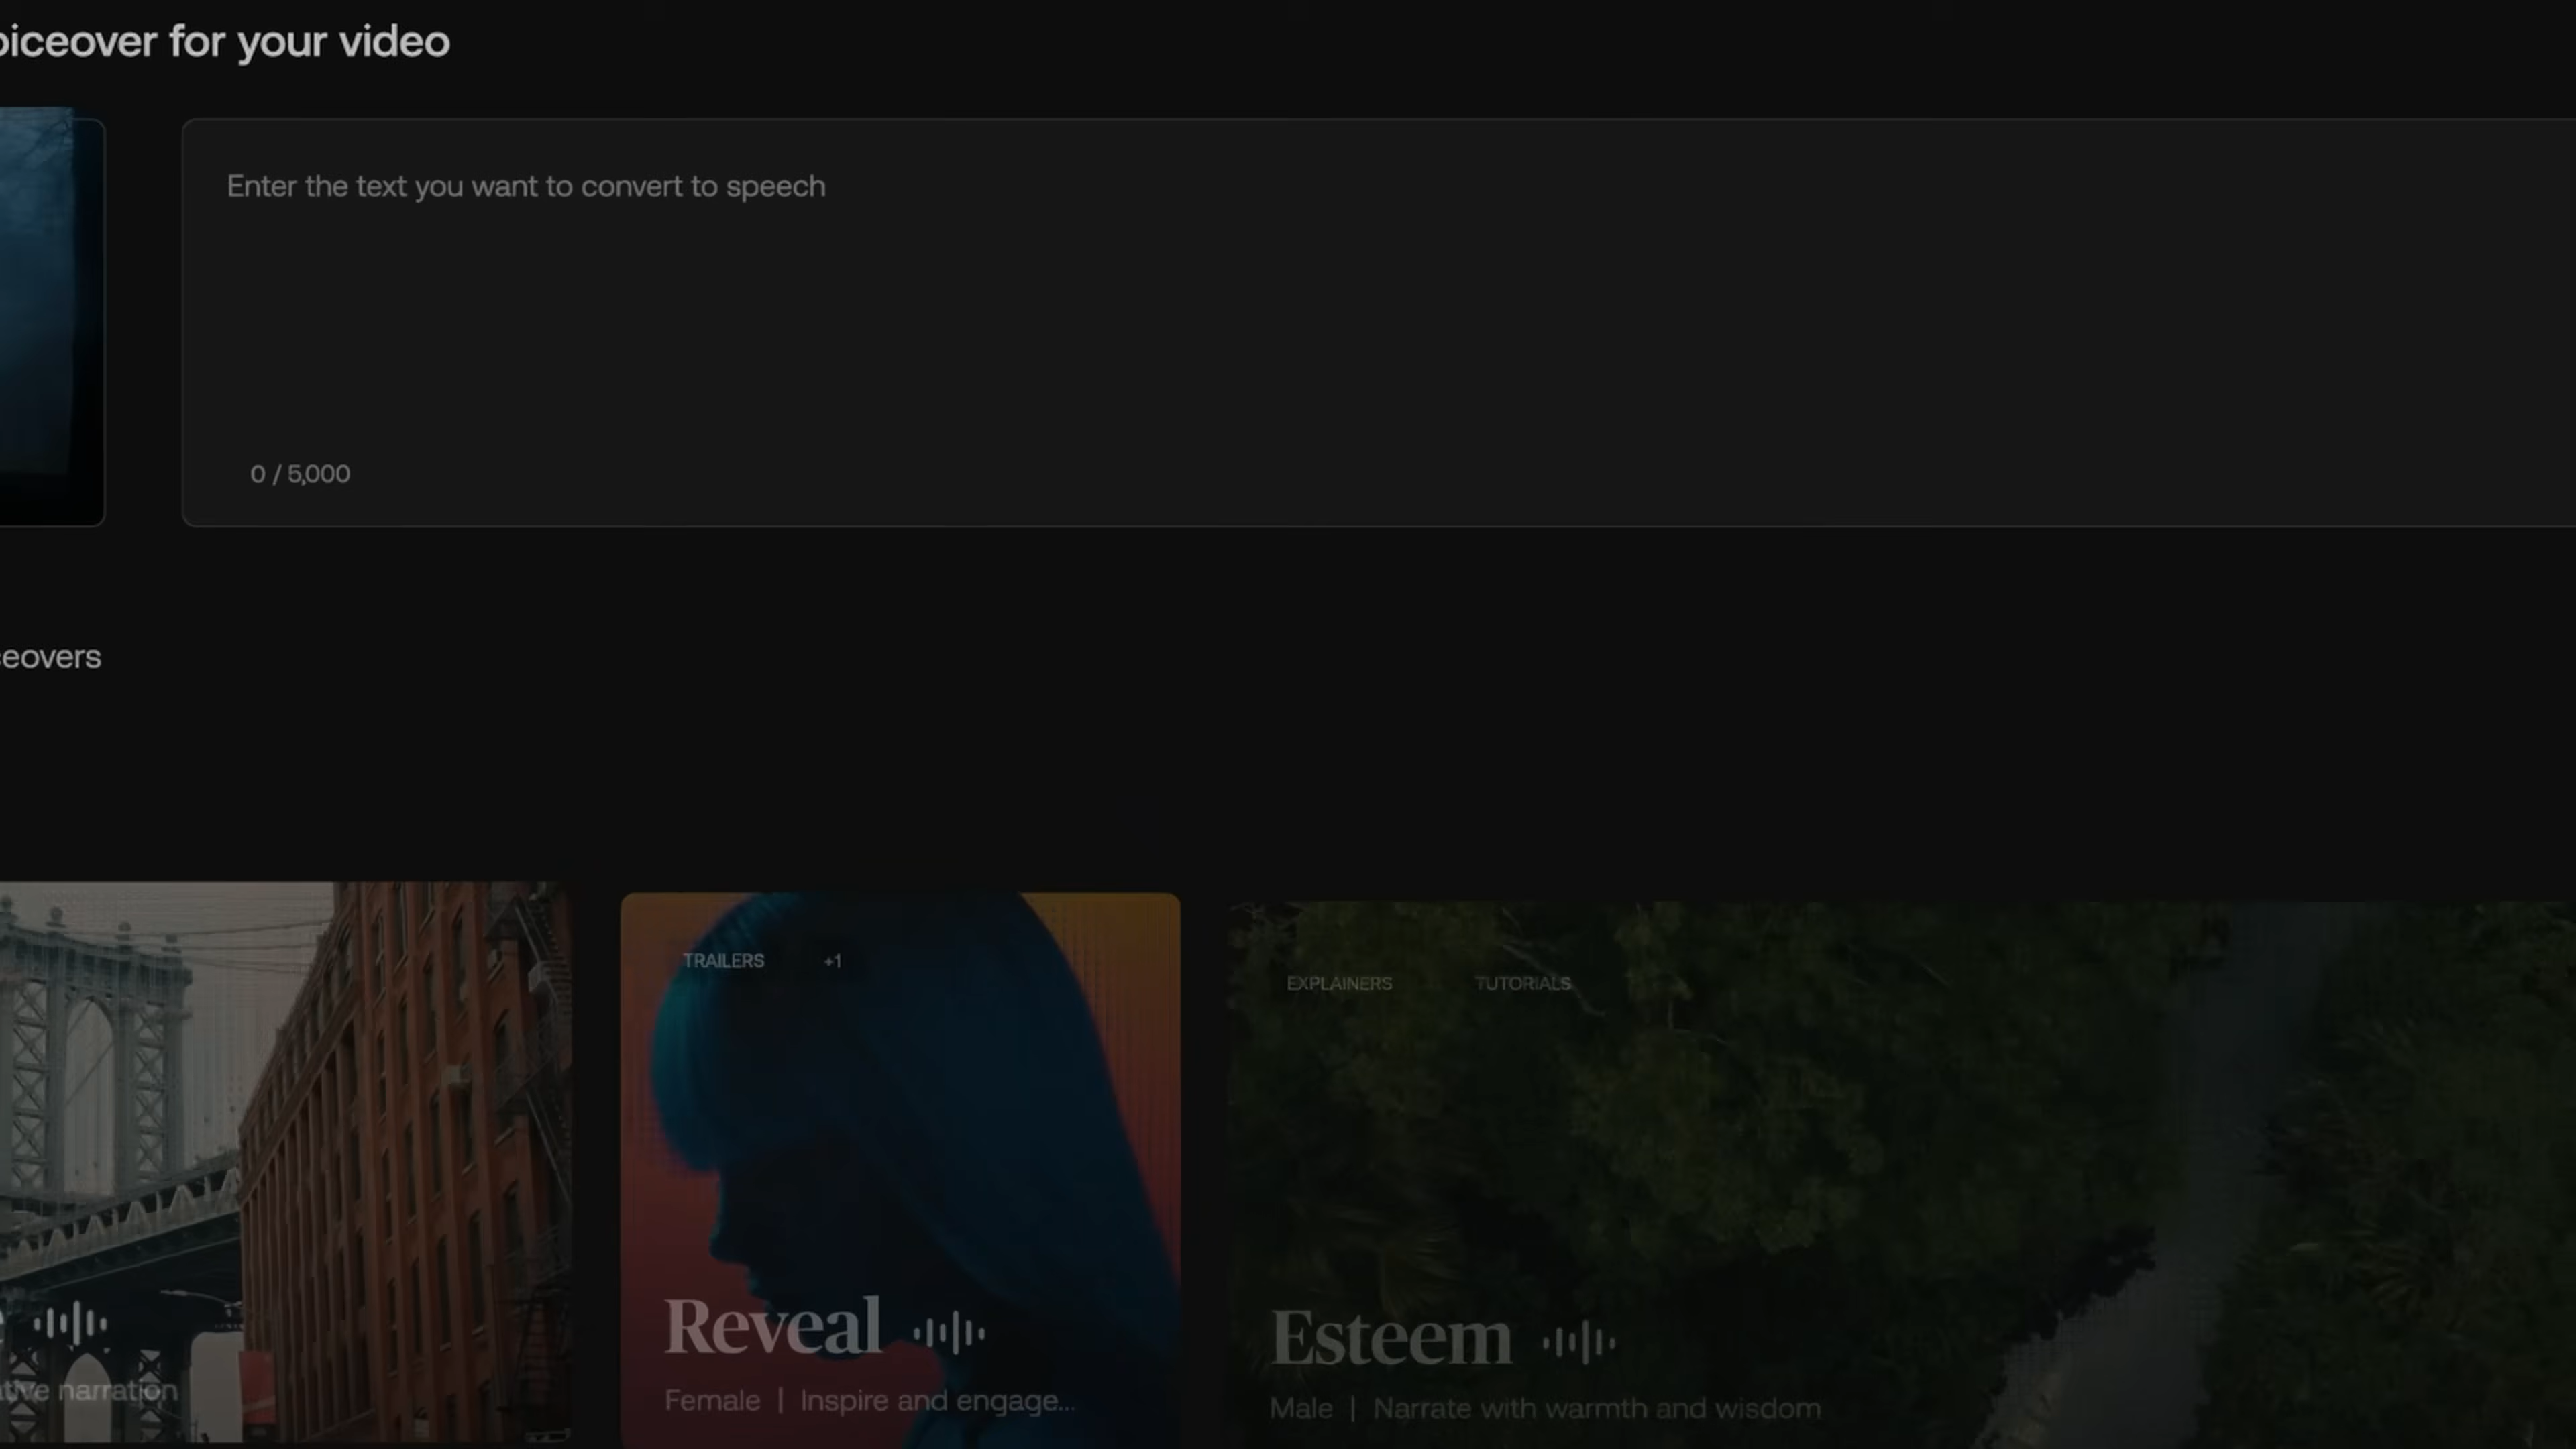 oiceover for your video
Enter the text you want to convert to speech
0 / 5,000
eovers
TRAILERS +1
EXPLAINERS TUTORIALS
Reveal
Esteem
ative narration
Female | Inspire and engage...
Male | Narrate with warmth and wisdom